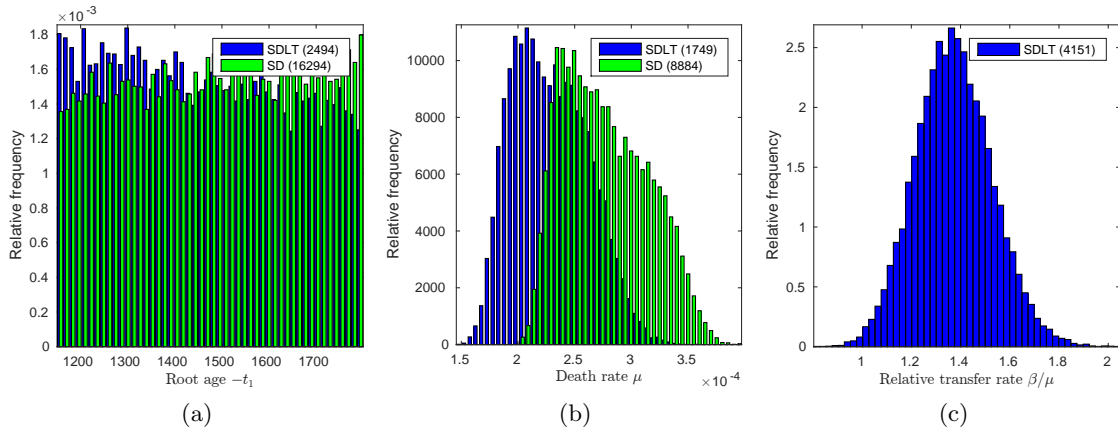 ×10⁻³
1.8
1.6
1.4
1.2
1
0.8
0.6
0.4
0.2
0
Relative frequency
SDLT (2494)
SD (16294)
1200 1300 1400 1500 1600 1700
Root age −t₁
(a)
10000
8000
6000
4000
2000
0
Relative frequency
SDLT (1749)
SD (8884)
1.5 2 2.5 3 3.5
×10⁻⁴
Death rate μ
(b)
2.5
2
1.5
1
0.5
0
Relative frequency
SDLT (4151)
1 1.2 1.4 1.6 1.8 2
Relative transfer rate β/μ
(c)